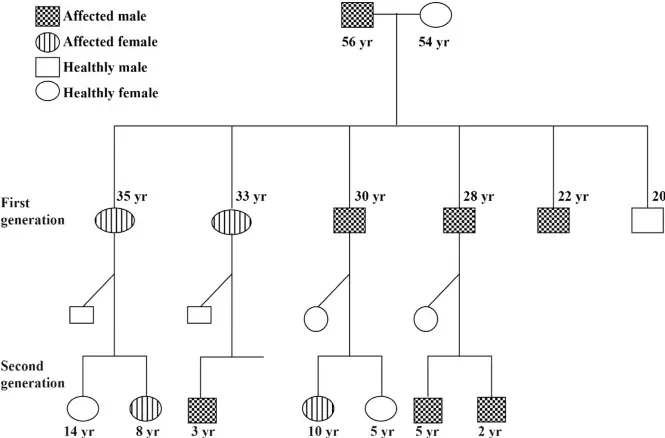 Affected male
Affected female
Healthly male
Healthly female
56 yr 54 yr
35 yr 33 yr 30 yr 28 yr 22 yr 20
First
generation
Second
generation
14 yr 8 yr 3 yr 10 yr 5 yr 5 yr 2 yr